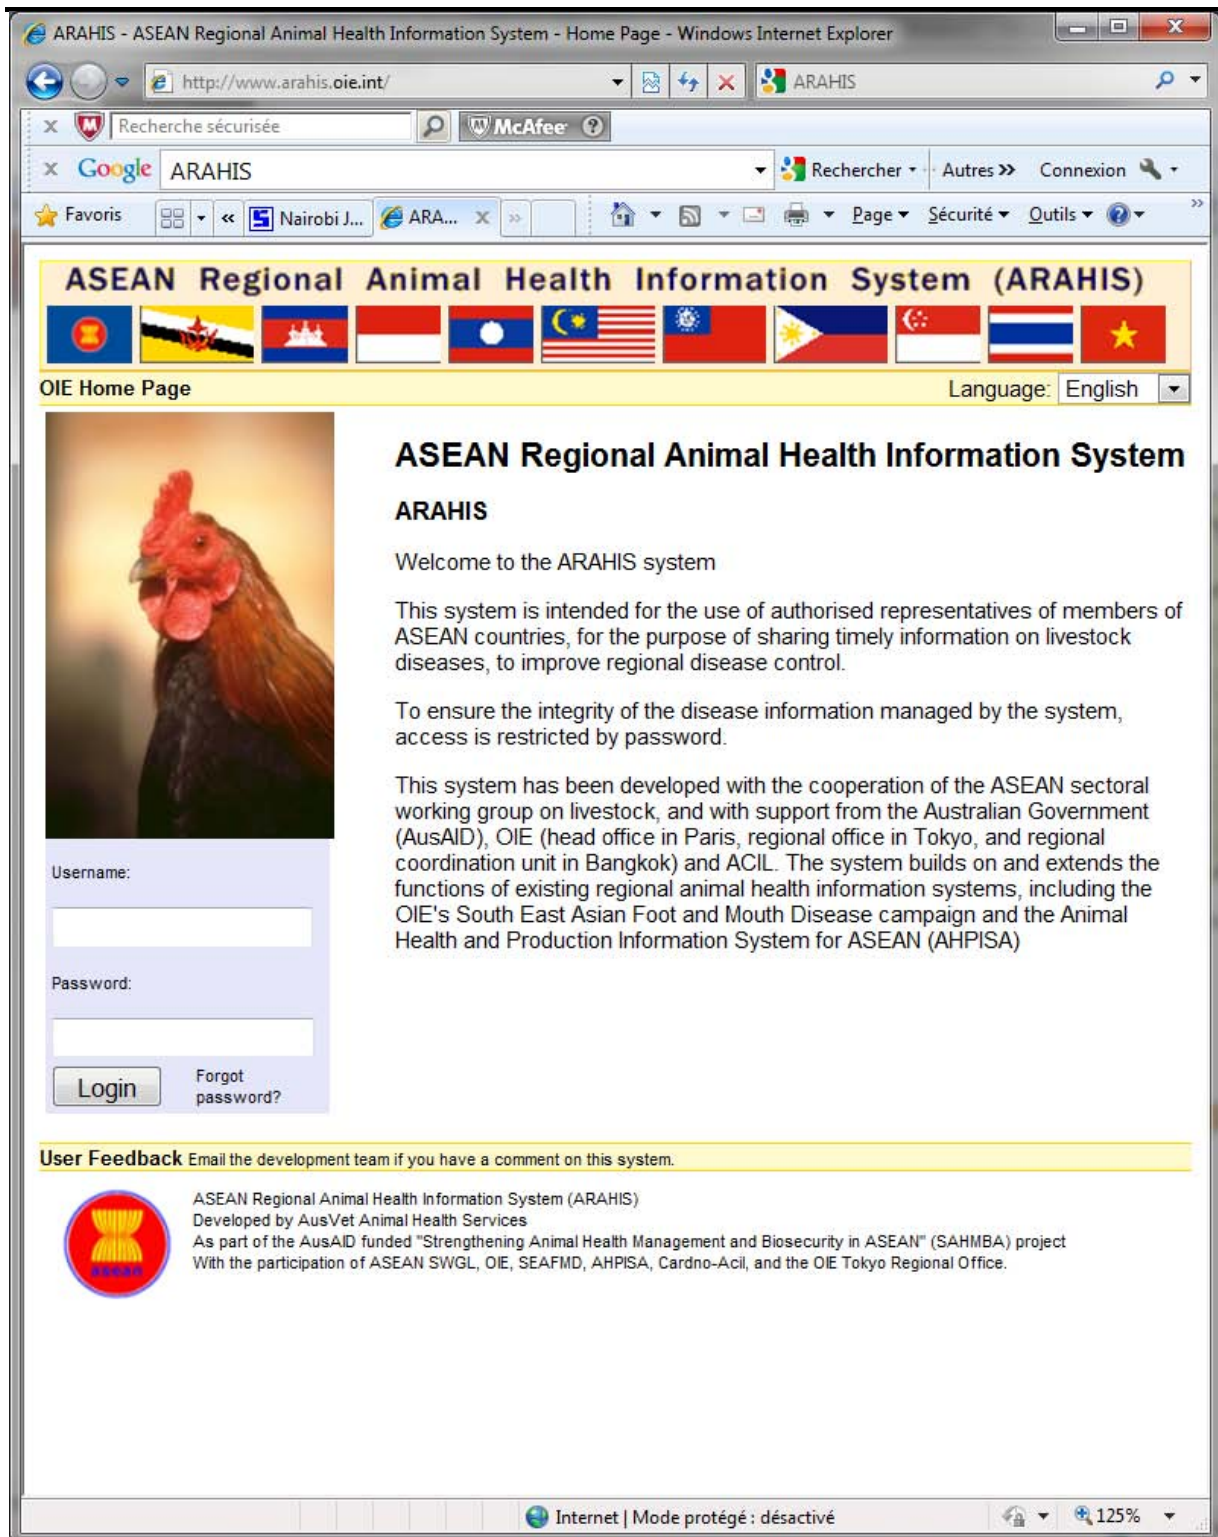 ARAHIS - ASEAN Regional Animal Health Information System - Home Page - Windows Internet Explorer
http://www.arahis.oie.int/
ARAHIS
Recherche sécurisée
McAfee
Google ARAHIS Rechercher Autres >> Connexion
Favoris Nairobi J... ARA... Page Sécurité Outils
ASEAN Regional Animal Health Information System (ARAHIS)
OIE Home Page
Language: English
ASEAN Regional Animal Health Information System
ARAHIS
Welcome to the ARAHIS system
This system is intended for the use of authorised representatives of members of
ASEAN countries, for the purpose of sharing timely information on livestock
diseases, to improve regional disease control.
To ensure the integrity of the disease information managed by the system,
access is restricted by password.
This system has been developed with the cooperation of the ASEAN sectoral
working group on livestock, and with support from the Australian Government
(AusAID), OIE (head office in Paris, regional office in Tokyo, and regional
coordination unit in Bangkok) and ACIL. The system builds on and extends the
functions of existing regional animal health information systems, including the
OIE's South East Asian Foot and Mouth Disease campaign and the Animal
Health and Production Information System for ASEAN (AHPISA)
Username:
Password:
Login
Forgot
password?
User Feedback Email the development team if you have a comment on this system.
asean
ASEAN Regional Animal Health Information System (ARAHIS)
Developed by AusVet Animal Health Services
As part of the AusAID funded "Strengthening Animal Health Management and Biosecurity in ASEAN" (SAHMBA) project
With the participation of ASEAN SWGL, OIE, SEAFMD, AHPISA, Cardno-Acil, and the OIE Tokyo Regional Office.
Internet | Mode protégé : désactivé
125%